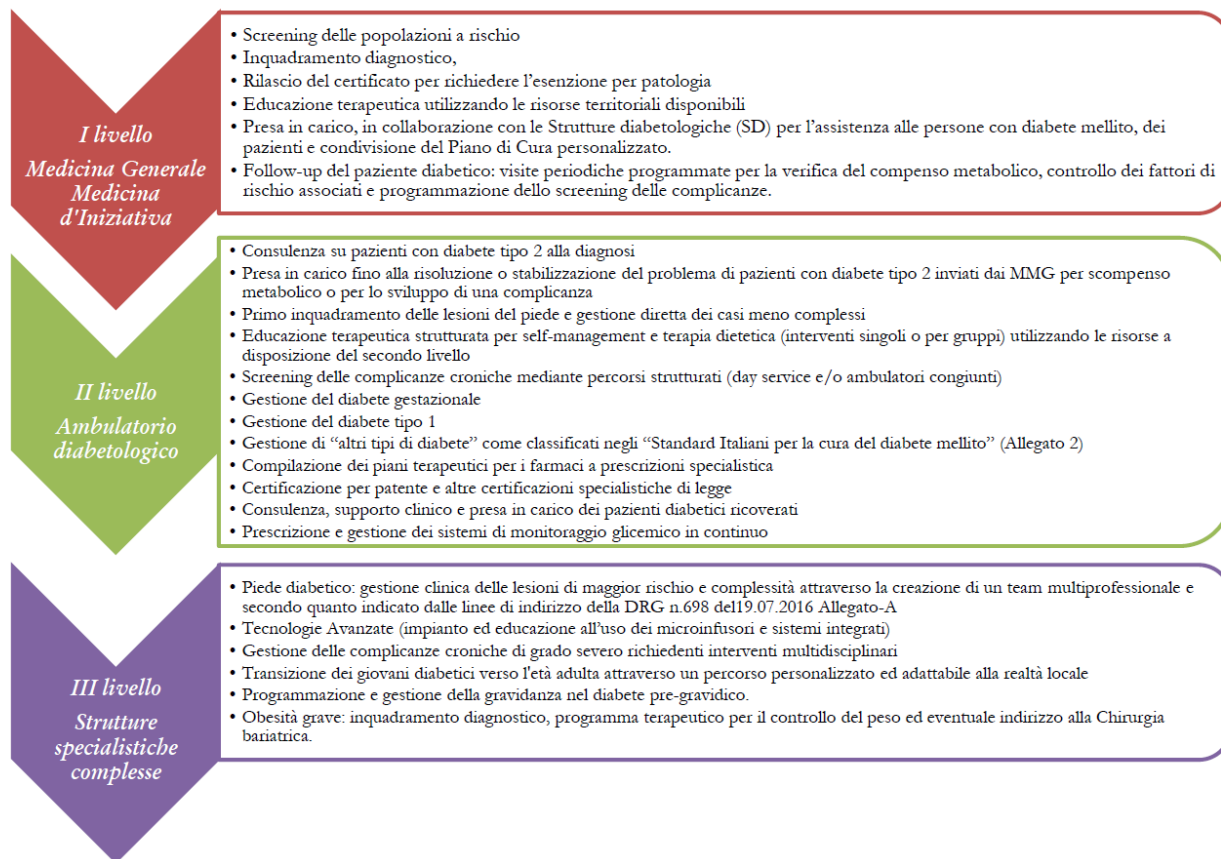 I livello
Medicina Generale
Medicina
d'Iniziativa
• Screening delle popolazioni a rischio
• Inquadramento diagnostico,
• Rilascio del certificato per richiedere l'esenzione per patologia
• Educazione terapeutica utilizzando le risorse territoriali disponibili
• Presa in carico, in collaborazione con le Strutture diabetologiche (SD) per l'assistenza alle persone con diabete mellito, dei
pazienti e condivisione del Piano di Cura personalizzato.
• Follow-up del paziente diabetico: visite periodiche programmate per la verifica del compenso metabolico, controllo dei fattori di
rischio associati e programmazione dello screening delle complicanze.
II livello
Ambulatorio
diabetologico
• Consulenza su pazienti con diabete tipo 2 alla diagnosi
• Presa in carico fino alla risoluzione o stabilizzazione del problema di pazienti con diabete tipo 2 inviati dai MMG per scompenso
metabolico o per lo sviluppo di una complicanza
• Primo inquadramento delle lesioni del piede e gestione diretta dei casi meno complessi
• Educazione terapeutica strutturata per self-management e terapia dietetica (interventi singoli o per gruppi) utilizzando le risorse a
disposizione del secondo livello
• Screening delle complicanze croniche mediante percorsi strutturati (day service e/o ambulatori congiunti)
• Gestione del diabete gestazionale
• Gestione del diabete tipo 1
• Gestione di "altri tipi di diabete" come classificati negli "Standard Italiani per la cura del diabete mellito" (Allegato 2)
• Compilazione dei piani terapeutici per i farmaci a prescrizioni specialistica
• Certificazione per patente e altre certificazioni specialistiche di legge
• Consulenza, supporto clinico e presa in carico dei pazienti diabetici ricoverati
• Prescrizione e gestione dei sistemi di monitoraggio glicemico in continuo
III livello
Strutture
specialistiche
complesse
• Piede diabetico: gestione clinica delle lesioni di maggior rischio e complessità attraverso la creazione di un team multiprofessionale e
secondo quanto indicato dalle linee di indirizzo della DRG n.698 del19.07.2016 Allegato-A
• Tecnologie Avanzate (impianto ed educazione all'uso dei microinfusori e sistemi integrati)
• Gestione delle complicanze croniche di grado severo richiedenti interventi multidisciplinari
• Transizione dei giovani diabetici verso l'età adulta attraverso un percorso personalizzato ed adattabile alla realtà locale
• Programmazione e gestione della gravidanza nel diabete pre-gravidico.
• Obesità grave: inquadramento diagnostico, programma terapeutico per il controllo del peso ed eventuale indirizzo alla Chirurgia
bariatrica.